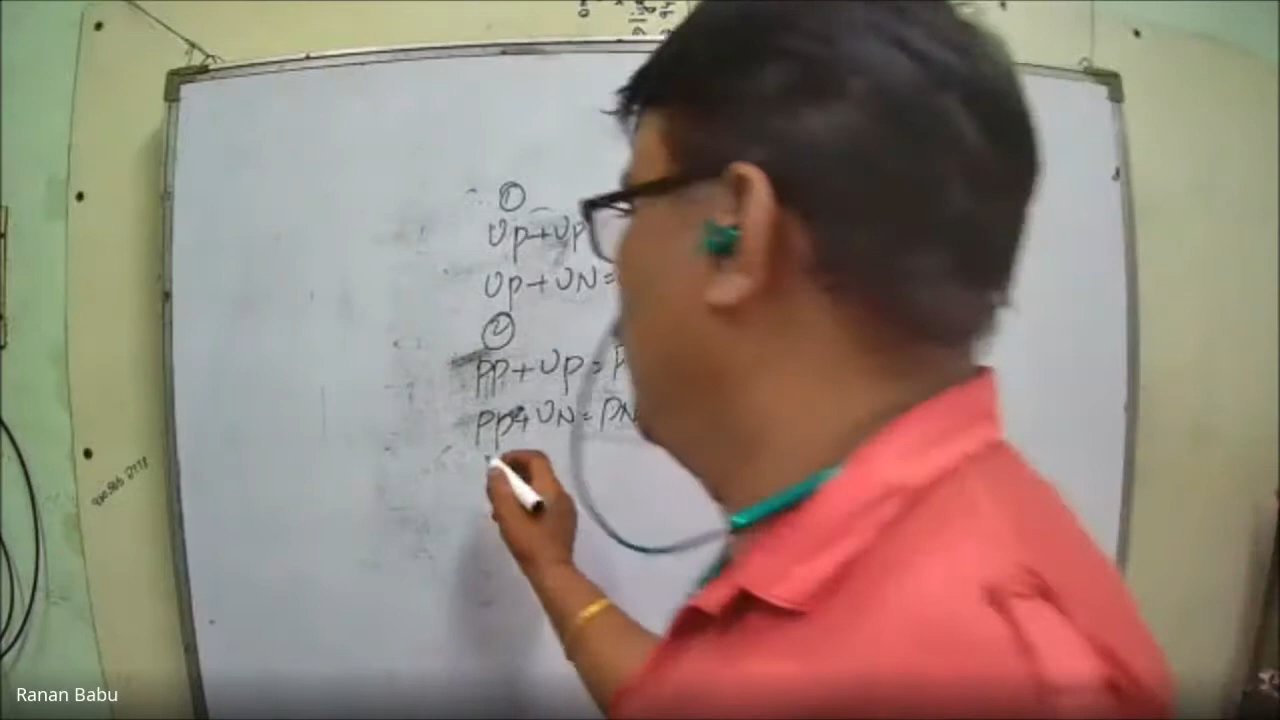 ①
UP+UP
UP+UN=
②
PP+UP=P
PP+UN=PN
Ranan Babu